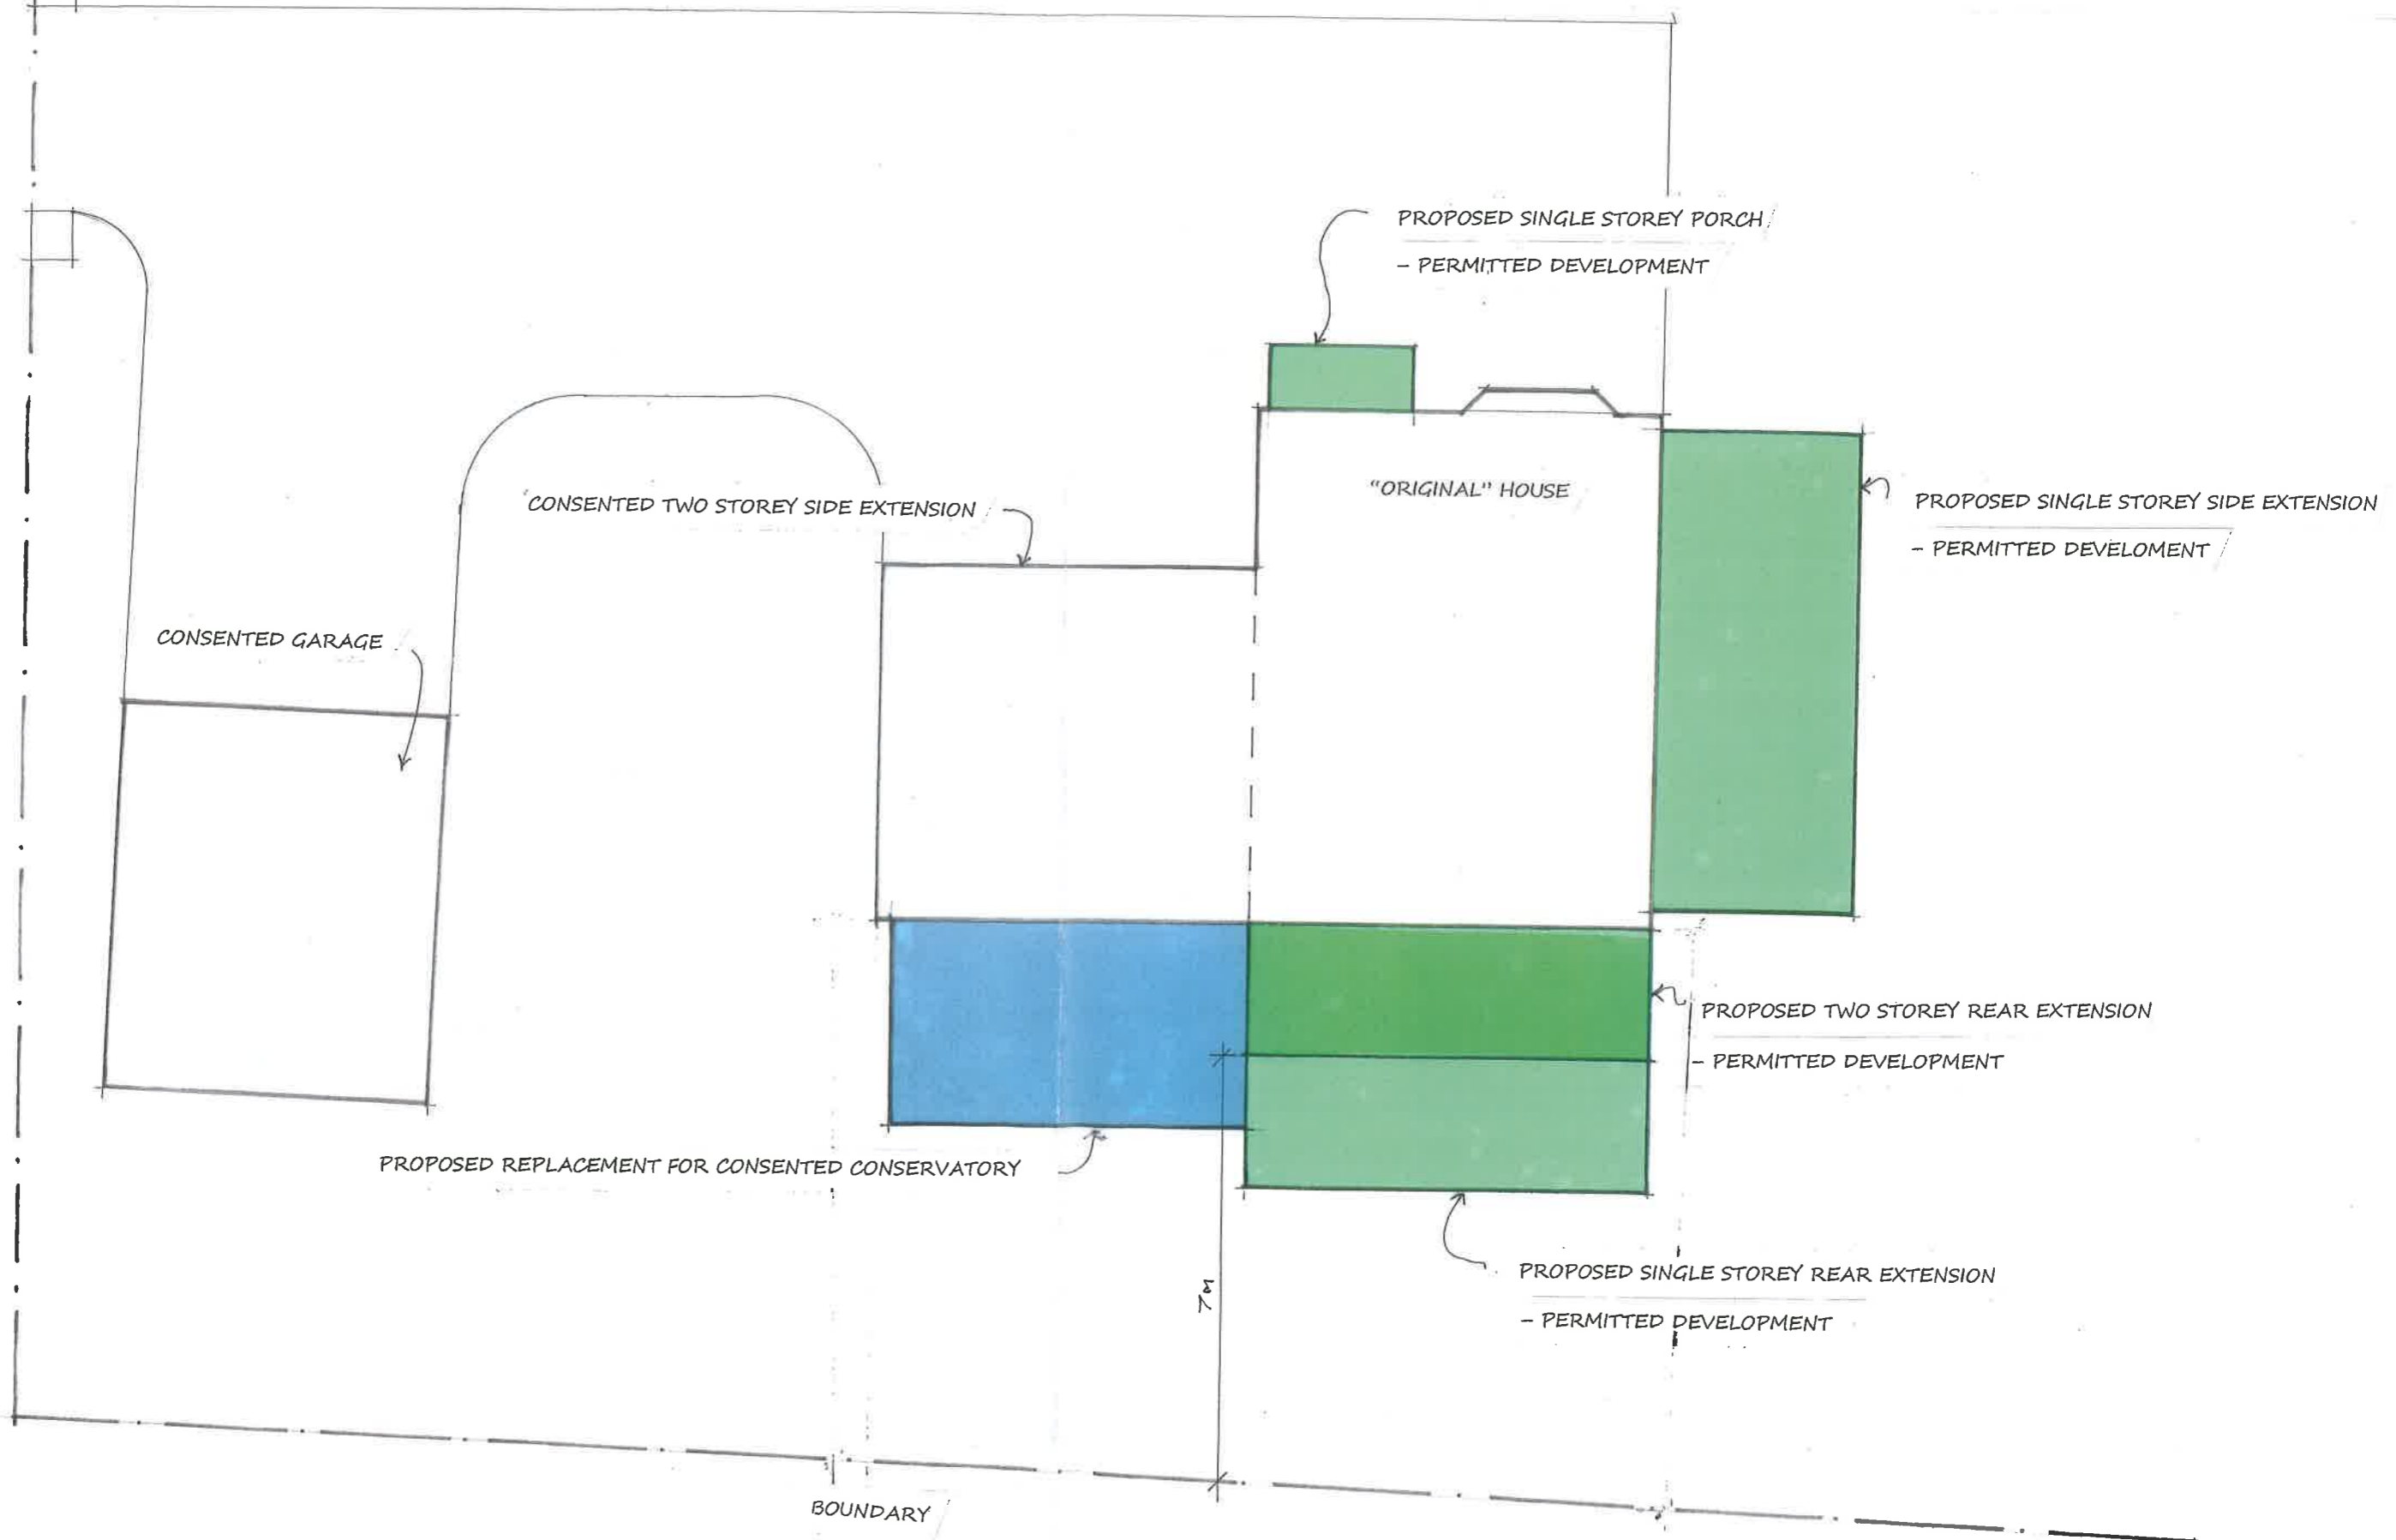 PROPOSED SINGLE STOREY PORCH
- PERMITTED DEVELOPMENT
"ORIGINAL" HOUSE
CONSENTED TWO STOREY SIDE EXTENSION
PROPOSED SINGLE STOREY SIDE EXTENSION
- PERMITTED DEVELOMENT
CONSENTED GARAGE
PROPOSED TWO STOREY REAR EXTENSION
- PERMITTED DEVELOPMENT
PROPOSED REPLACEMENT FOR CONSENTED CONSERVATORY
7M
PROPOSED SINGLE STOREY REAR EXTENSION
- PERMITTED DEVELOPMENT
BOUNDARY